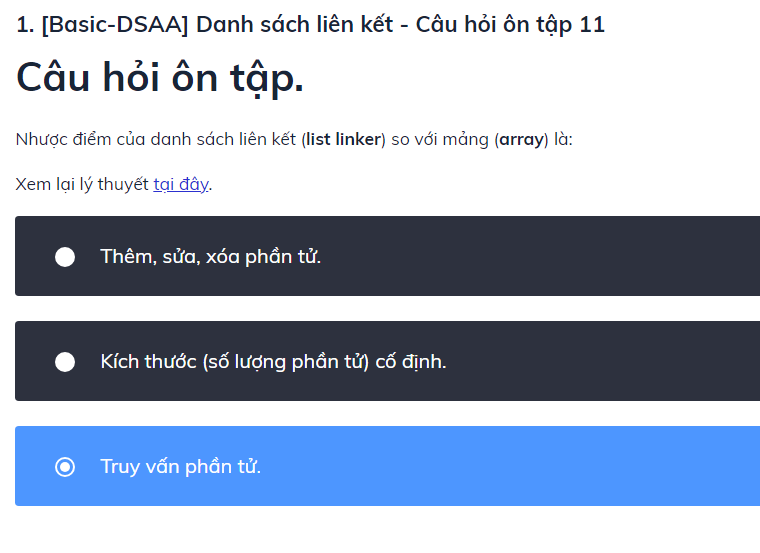 1. [Basic-DSAA] Danh sách liên kết - Câu hỏi ôn tập 11
Câu hỏi ôn tập.
Nhược điểm của danh sách liên kết (list linker) so với mảng (array) là:
Xem lại lý thuyết tại đây.
Thêm, sửa, xóa phần tử.
Kích thước (số lượng phần tử) cố định.
Truy vấn phần tử.